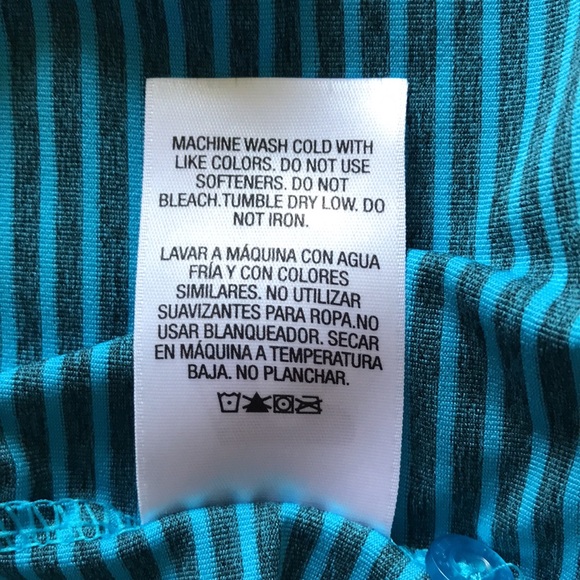 MACHINE WASH COLD WITH
LIKE COLORS. DO NOT USE
SOFTENERS. DO NOT
BLEACH.TUMBLE DRY LOW. DO
NOT IRON.
LAVAR A MÁQUINA CON AGUA
FRÍA Y CON COLORES
SIMILARES. NO UTILIZAR
SUAVIZANTES PARA ROPA.NO
USAR BLANQUEADOR. SECAR
EN MÁQUINA A TEMPERATURA
BAJA. NO PLANCHAR.